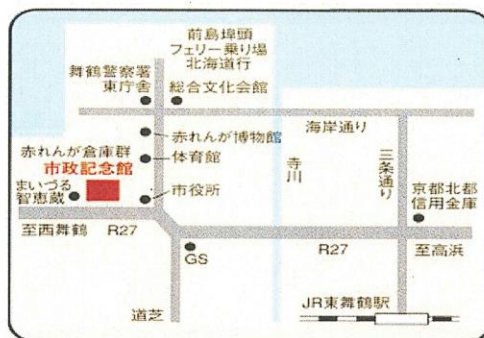 前島埠頭
フェリー乗り場
北海道行
舞鶴警察署
東庁舎
総合文化会館
海岸通り
赤れんが博物館
赤れんが倉庫群
体育館
市政記念館
まいづる
智恵蔵
市役所
寺川
三条通り
京都北都
信用金庫
至西舞鶴
R27
GS
R27
至高浜
道芝
JR東舞鶴駅